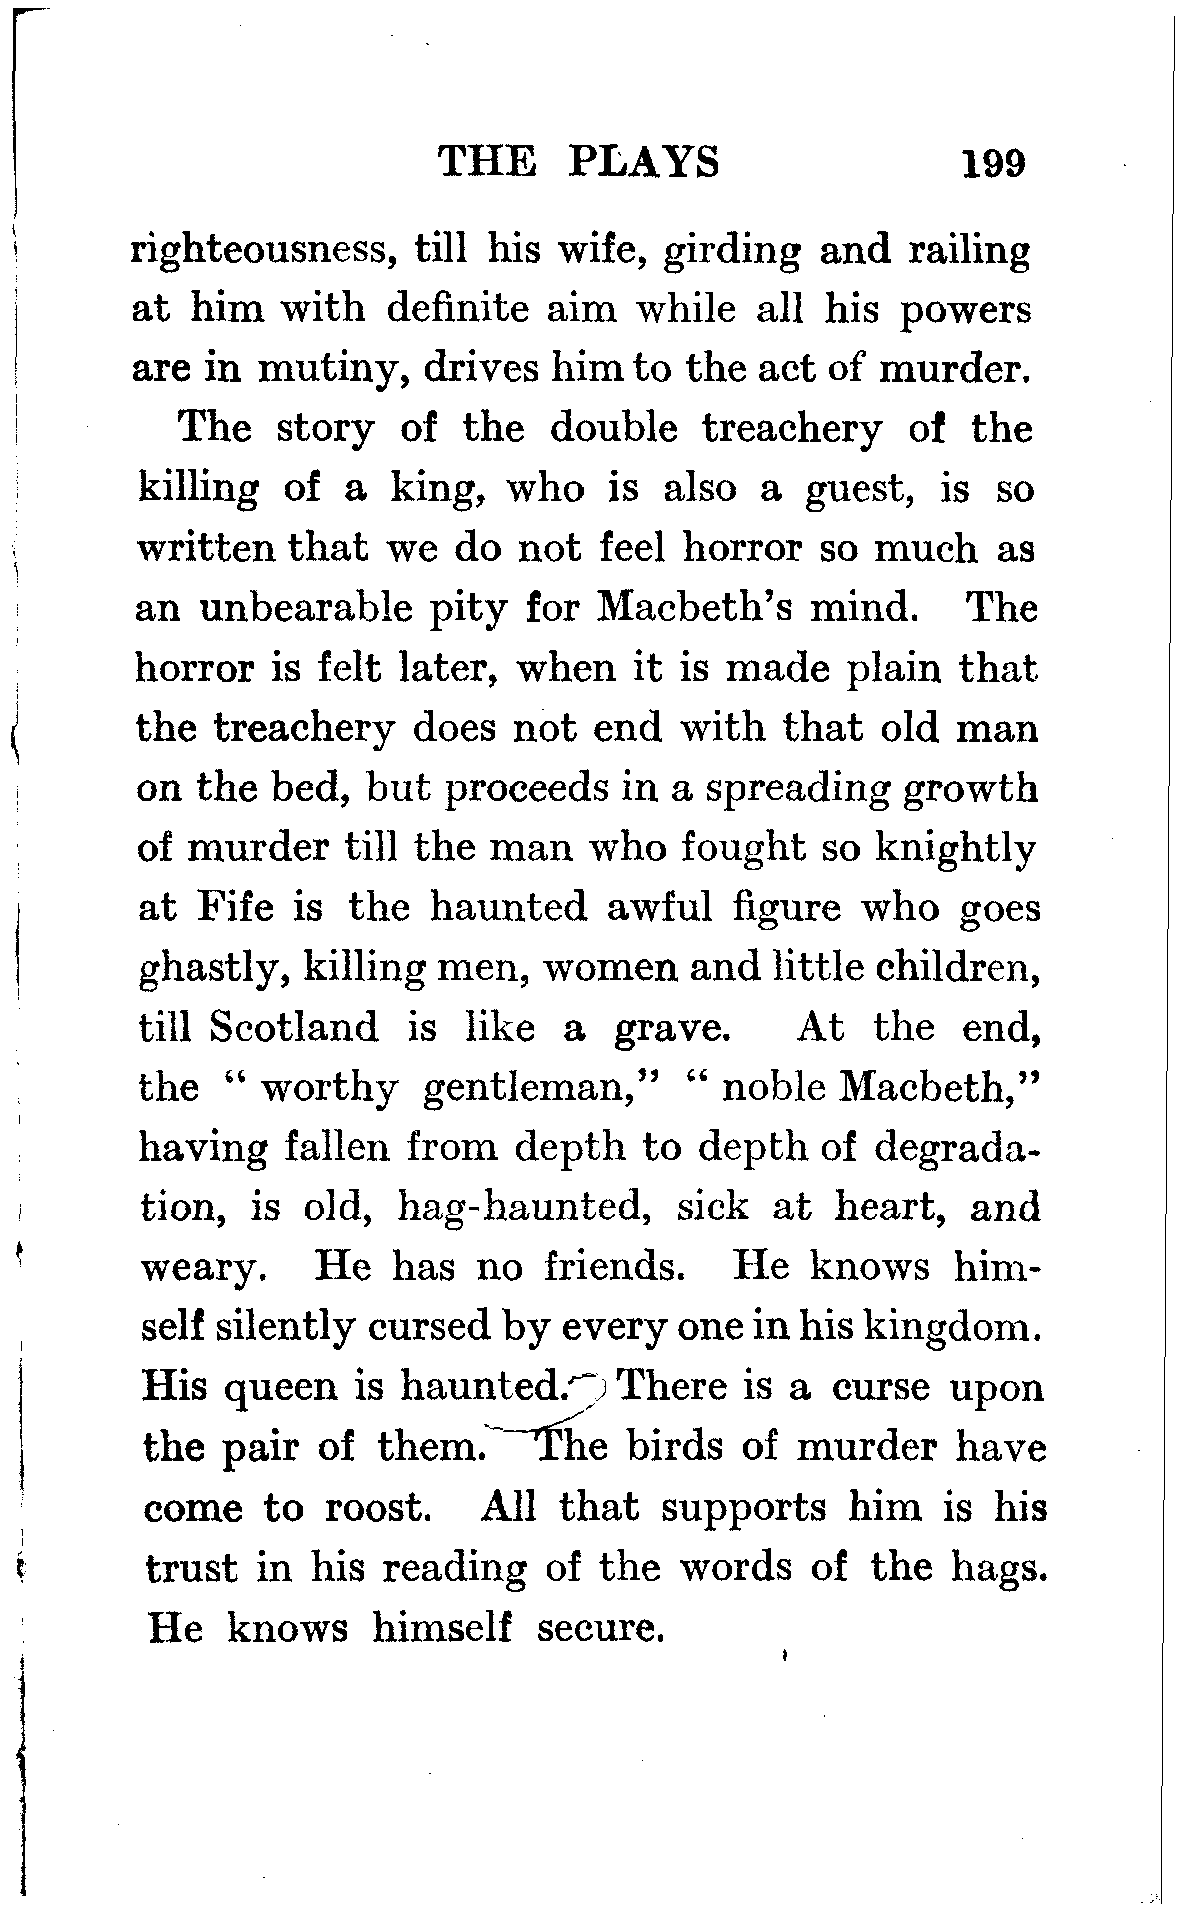 THE PLAYS 199
righteousness, till his wife, girding and railing
at him with definite aim while all his powers
are in mutiny, drives him to the act of murder.
The story of the double treachery of the
killing of a king, who is also a guest, is so
written that we do not feel horror so much as
an unbearable pity for Macbeth's mind. The
horror is felt later, when it is made plain that
the treachery does not end with that old man
on the bed, but proceeds in a spreading growth
of murder till the man who fought so knightly
at Fife is the haunted awful figure who goes
ghastly, killing men, women and little children,
till Scotland is like a grave. At the end,
the “ worthy gentleman,” “ noble Macbeth,”
having fallen from depth to depth of degrada-
tion, is old, hag-haunted, sick at heart, and
weary. He has no friends. He knows him-
self silently cursed by every one in his kingdom.
His queen is haunted. There is a curse upon
the pair of them. The birds of murder have
come to roost. All that supports him is his
trust in his reading of the words of the hags.
He knows himself secure.